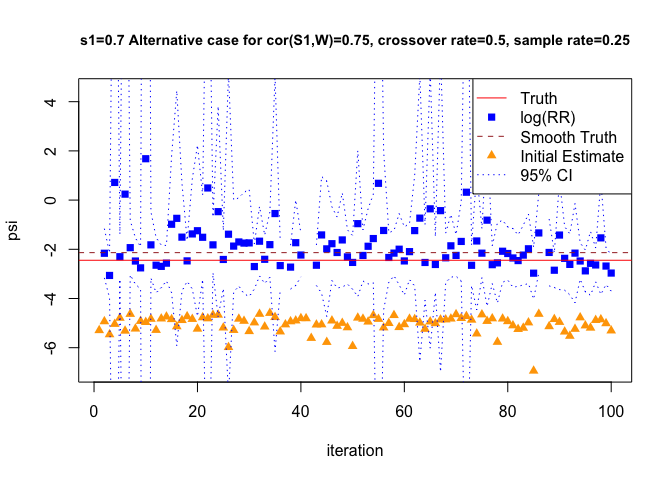 s1=0.7 Alternative case for cor(S1,W)=0.75, crossover rate=0.5, sample rate=0.25
Truth
log(RR)
Smooth Truth
Initial Estimate
95% CI
psi
4
2
0
-2
-4
-6
0 20 40 60 80 100
iteration